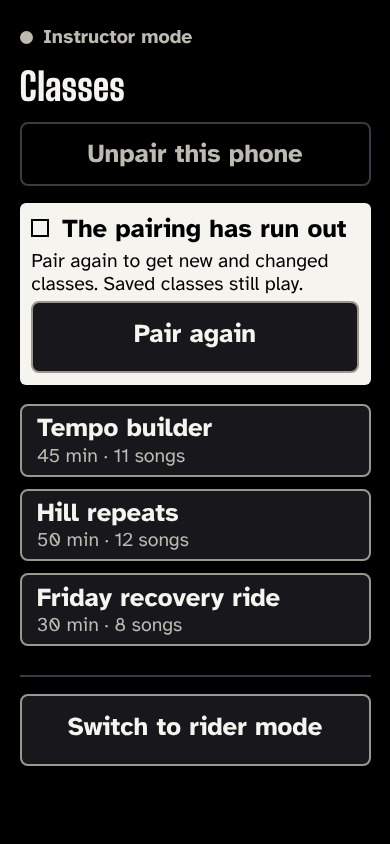 Instructor mode
Classes
Unpair this phone
The pairing has run out
Pair again to get new and changed
classes. Saved classes still play.
Pair again
Tempo builder
45 min · 11 songs
Hill repeats
50 min · 12 songs
Friday recovery ride
30 min · 8 songs
Switch to rider mode